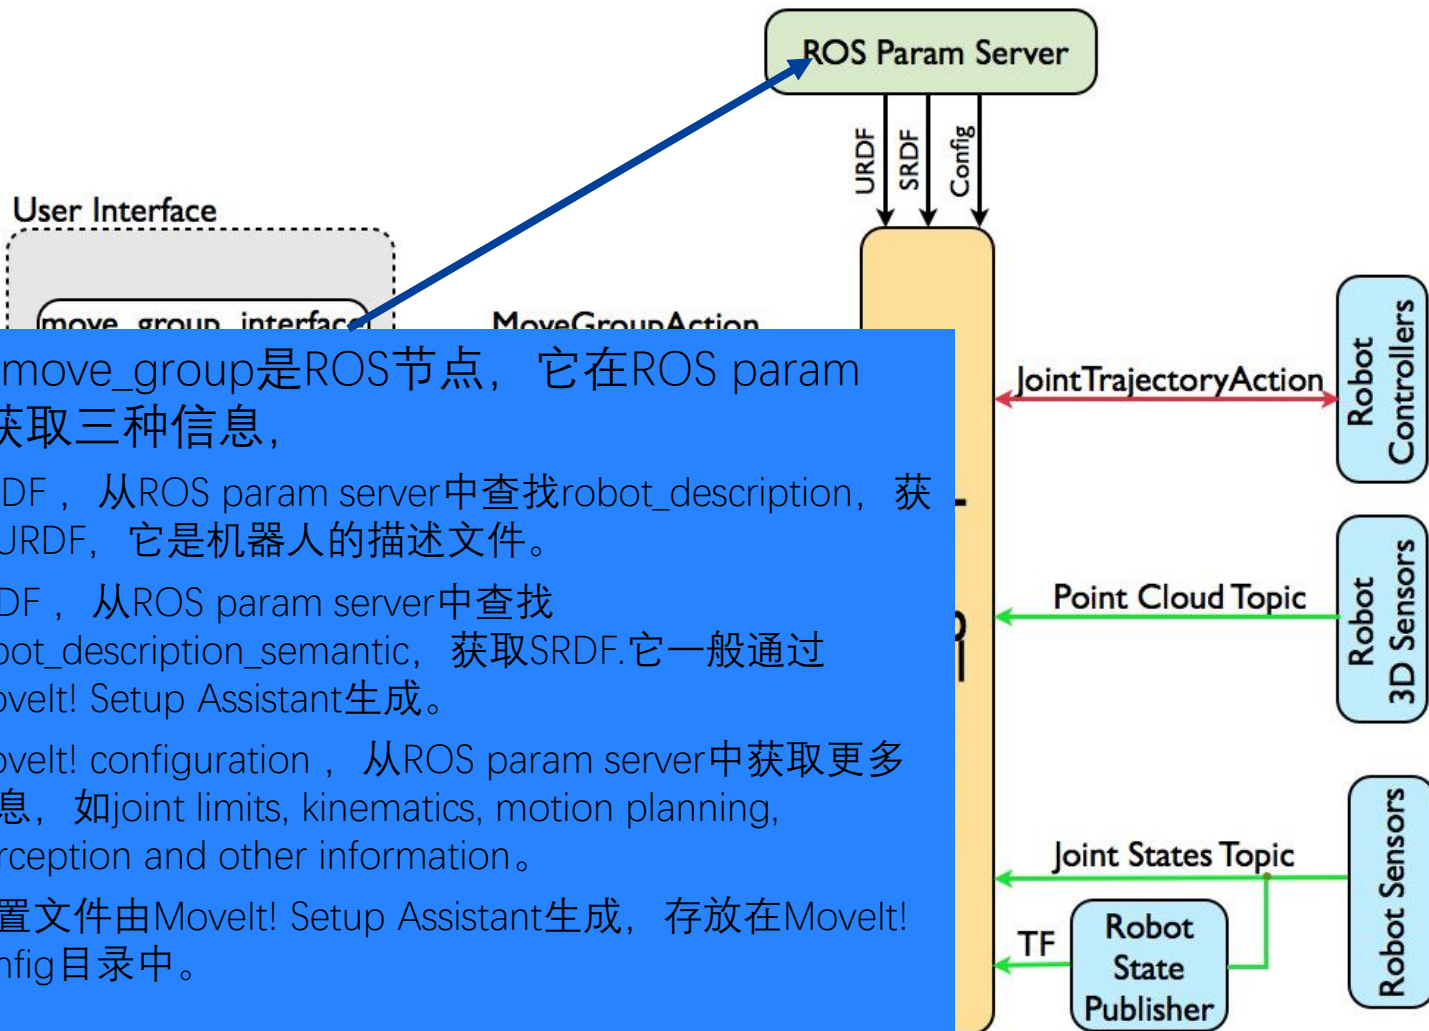 ROS Param Server
URDF
SRDF
Config
User Interface
move_group_interface
MoveGroupAction
move_group是ROS节点，它在ROS param
获取三种信息，
DF ，从ROS param server中查找robot_description，获
URDF，它是机器人的描述文件。
DF ，从ROS param server中查找
bot_description_semantic，获取SRDF.它一般通过
oveIt! Setup Assistant生成。
oveIt! configuration ，从ROS param server中获取更多
息，如joint limits, kinematics, motion planning,
rception and other information。
置文件由MoveIt! Setup Assistant生成，存放在MoveIt!
nfig目录中。
JointTrajectoryAction
Robot
Controllers
Point Cloud Topic
Robot
3D Sensors
Joint States Topic
Robot Sensors
TF
Robot
State
Publisher